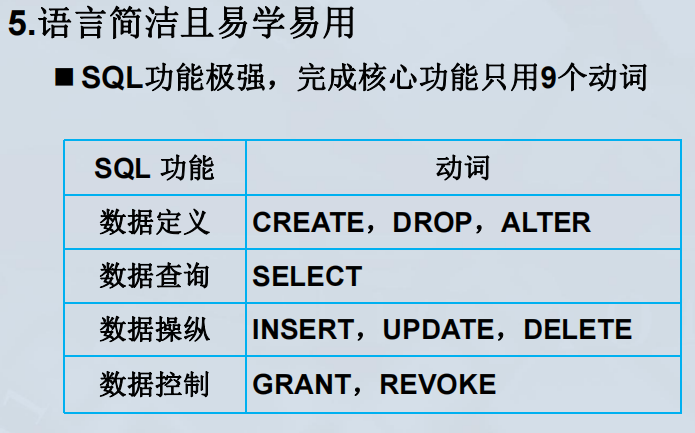 5.语言简洁且易学易用
■ SQL功能极强，完成核心功能只用9个动词
SQL 功能 动词
数据定义 CREATE，DROP，ALTER
数据查询 SELECT
数据操纵 INSERT，UPDATE，DELETE
数据控制 GRANT，REVOKE